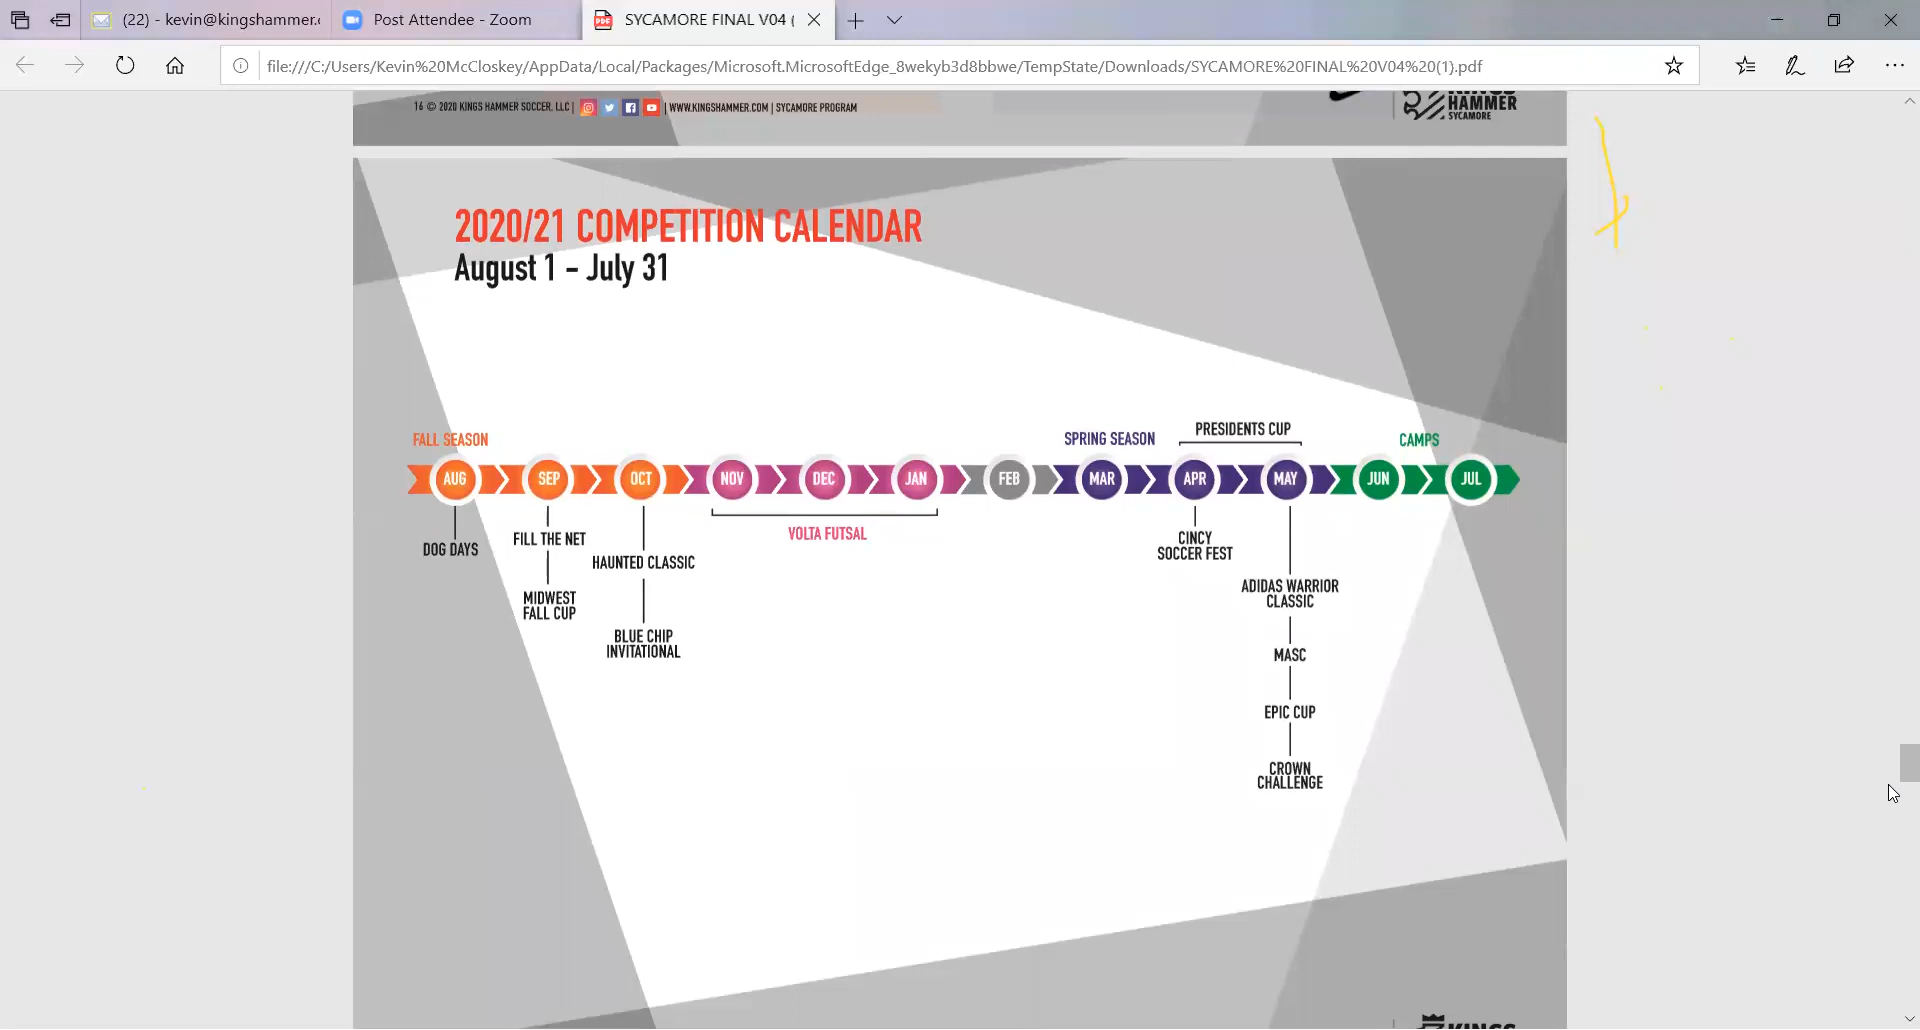 (22) - kevin@kingshammer.c
Post Attendee - Zoom
SYCAMORE FINAL V04 (
file:///C:/Users/Kevin%20McCloskey/AppData/Local/Packages/Microsoft.MicrosoftEdge_8wekyb3d8bbwe/TempState/Downloads/SYCAMORE%20FINAL%20V04%20(1).pdf
16 © 2020 KINGS HAMMER SOCCER. LLC | | WWW.KINGSHAMMER.COM | SYCAMORE PROGRAM
KINGS
HAMMER
SYCAMORE
2020/21 COMPETITION CALENDAR
August 1 - July 31
FALL SEASON
SPRING SEASON
PRESIDENTS CUP
CAMPS
AUG
SEP
OCT
NOV
DEC
JAN
FEB
MAR
APR
MAY
JUN
JUL
DOG DAYS
FILL THE NET
MIDWEST
FALL CUP
HAUNTED CLASSIC
BLUE CHIP
INVITATIONAL
VOLTA FUTSAL
CINCY
SOCCER FEST
ADIDAS WARRIOR
CLASSIC
MASC
EPIC CUP
CROWN
CHALLENGE
KINGS